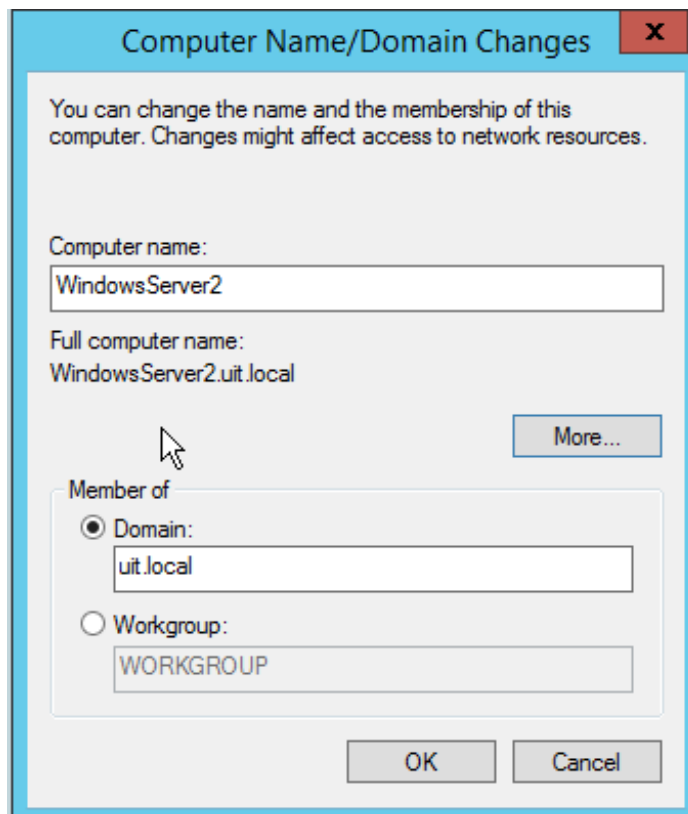 Computer Name/Domain Changes
x
You can change the name and the membership of this
computer. Changes might affect access to network resources.
Computer name:
WindowsServer2
Full computer name:
WindowsServer2.uit.local
More...
Member of
Domain:
uit.local
Workgroup:
WORKGROUP
OK
Cancel